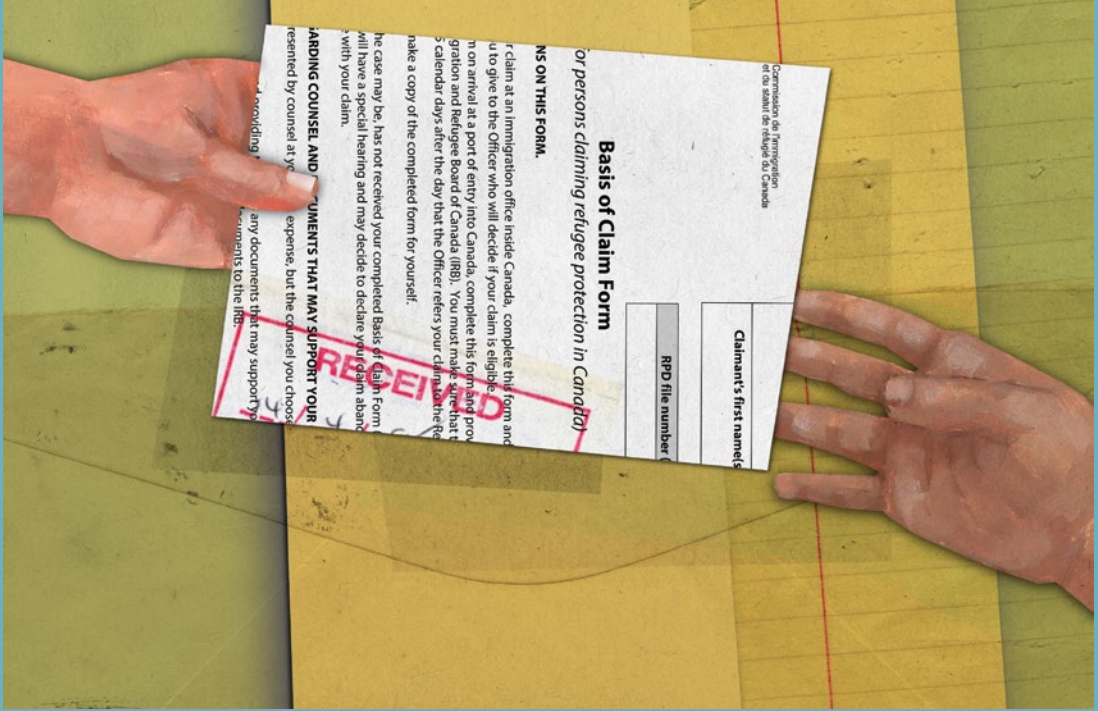 Commission de l'immigration
et du statut de réfugié du Canada
Claimant's first name(s
RPD file number (
Basis of Claim Form
or persons claiming refugee protection in Canada)
NS ON THIS FORM.
r claim at an immigration office inside Canada, complete this form and
u to give to the Officer who will decide if your claim is eligible.
m on arrival at a port of entry into Canada, complete this form and prov
gration and Refugee Board of Canada (IRB). You must make sure that t
5 calendar days after the day that the Officer refers your claim to the Re
make a copy of the completed form for yourself.
he case may be, has not received your completed Basis of Claim Form
will have a special hearing and may decide to declare your claim aband
with your claim.
GARDING COUNSEL AND CUMENTS THAT MAY SUPPORT YOUR
resented by counsel at expense, but the counsel you choose
providing any documents that may support yo
ocuments to the IRB.
RECEIVED